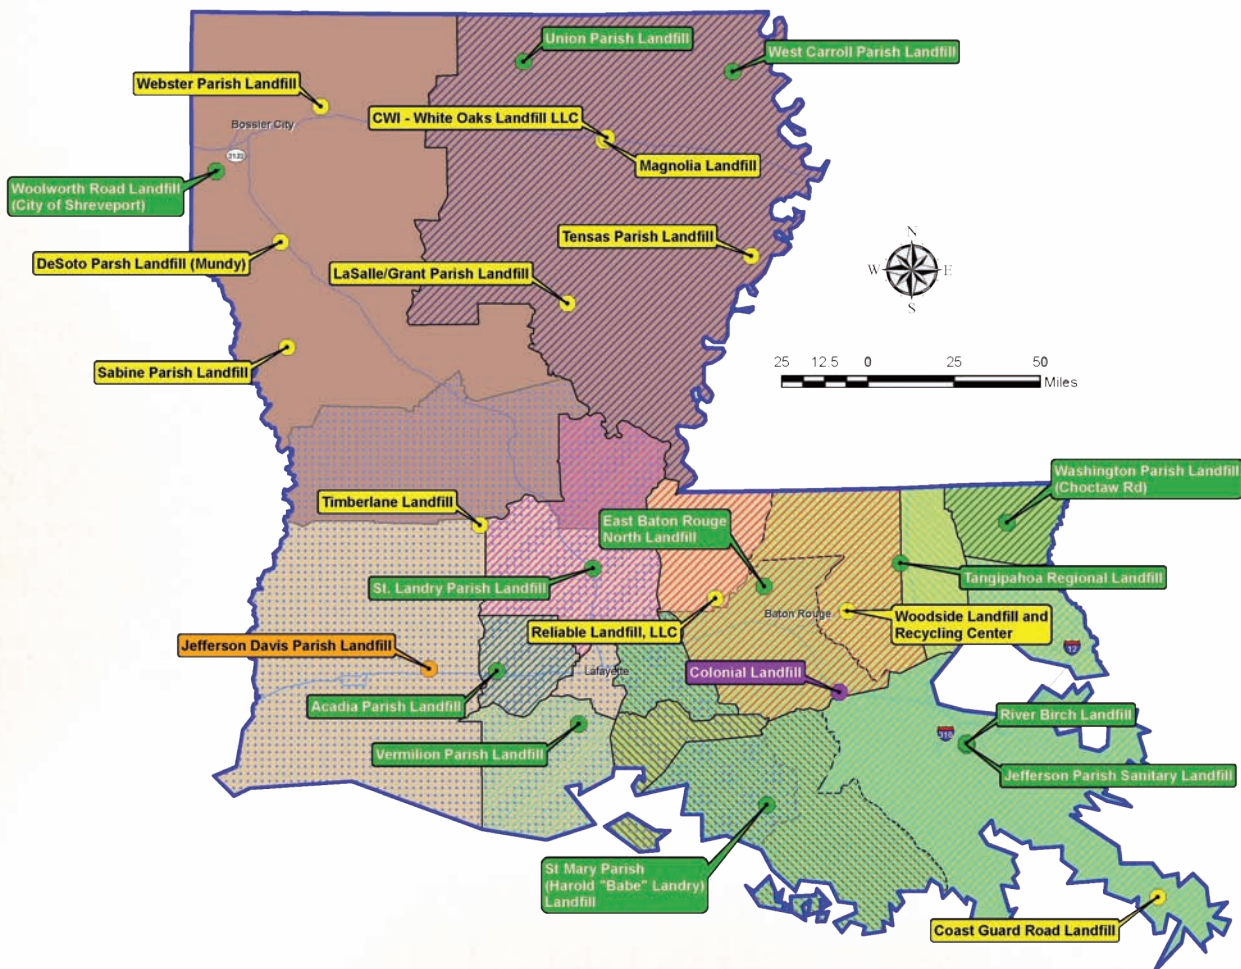 Union Parish Landfill
West Carroll Parish Landfill
Webster Parish Landfill
CWI - White Oaks Landfill LLC
Bossier City
3132
Magnolia Landfill
Woolworth Road Landfill
(City of Shreveport)
Tensas Parish Landfill
N
W
E
S
DeSoto Parsh Landfill (Mundy)
LaSalle/Grant Parish Landfill
25 12.5 0 25 50
Miles
Sabine Parish Landfill
Washington Parish Landfill
(Choctaw Rd)
Timberlane Landfill
East Baton Rouge
North Landfill
St. Landry Parish Landfill
Tangipahoa Regional Landfill
Baton Rouge
Woodside Landfill and
Recycling Center
Reliable Landfill, LLC
Jefferson Davis Parish Landfill
12
Lafayette
Colonial Landfill
Acadia Parish Landfill
River Birch Landfill
Vermilion Parish Landfill
310
Jefferson Parish Sanitary Landfill
St Mary Parish
(Harold "Babe" Landry)
Landfill
Coast Guard Road Landfill